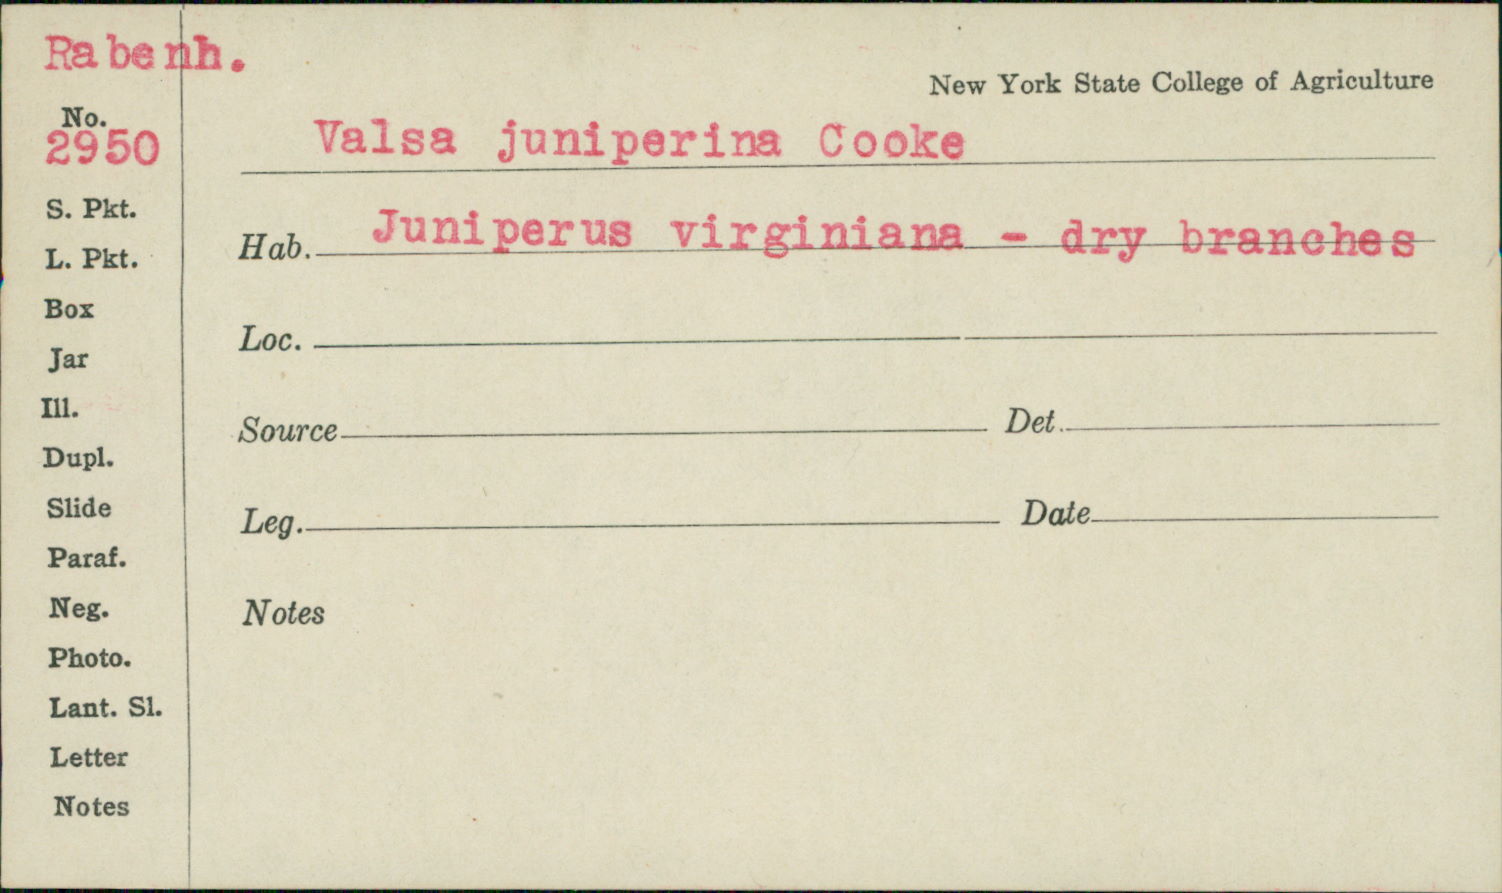 Rabenh.
New York State College of Agriculture
No.
2950
Valsa juniperina Cooke
S. Pkt.
Hab. Juniperus virginiana - dry branches
L. Pkt.
Box
Loc.
Jar
Ill.
Source Det.
Dupl.
Slide
Leg. Date
Paraf.
Neg.
Notes
Photo.
Lant. Sl.
Letter
Notes